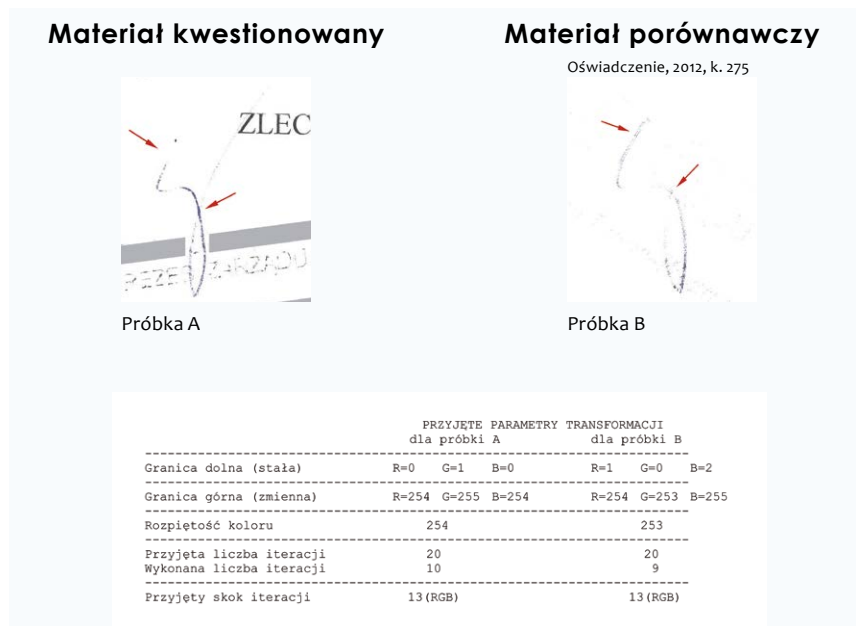 Materiał kwestionowany
Materiał porównawczy
Oświadczenie, 2012, k. 275
ZLEC
PREZES ZARZĄDU
Próbka A
Próbka B
PRZYJĘTE PARAMETRY TRANSFORMACJI
dla próbki A dla próbki B
Granica dolna (stała) R=0 G=1 B=0 R=1 G=0 B=2
Granica górna (zmienna) R=254 G=255 B=254 R=254 G=253 B=255
Rozpiętość koloru 254 253
Przyjęta liczba iteracji 20 20
Wykonana liczba iteracji 10 9
Przyjęty skok iteracji 13(RGB) 13(RGB)